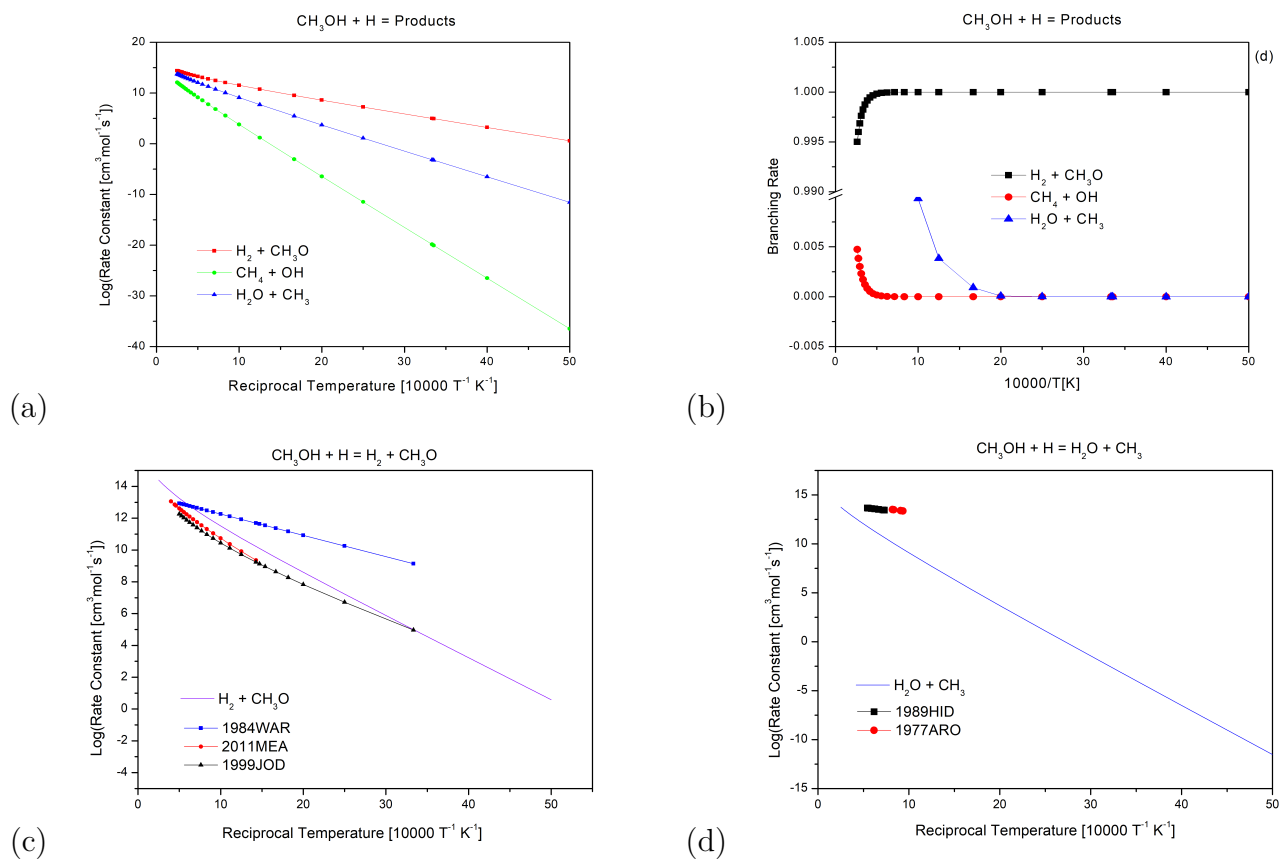 CH₃OH + H = Products
Log(Rate Constant [cm³mol⁻¹s⁻¹])
20
10
0
-10
-20
-30
-40
H₂ + CH₃O
CH₄ + OH
H₂O + CH₃
0 10 20 30 40 50
Reciprocal Temperature [10000 T⁻¹ K⁻¹]
(a)
CH₃OH + H = Products
(d)
Branching Rate
1.005
1.000
0.995
0.990
0.005
0.000
-0.005
H₂ + CH₃O
CH₄ + OH
H₂O + CH₃
0 5 10 15 20 25 30 35 40 45 50
10000/T[K]
(b)
CH₃OH + H = H₂ + CH₃O
Log(Rate Constant [cm³mol⁻¹s⁻¹])
14
12
10
8
6
4
2
0
-2
-4
H₂ + CH₃O
1984WAR
2011MEA
1999JOD
0 10 20 30 40 50
Reciprocal Temperature [10000 T⁻¹ K⁻¹]
(c)
CH₃OH + H = H₂O + CH₃
Log(Rate Constant [cm³mol⁻¹s⁻¹])
15
10
5
0
-5
-10
-15
H₂O + CH₃
1989HID
1977ARO
0 10 20 30 40 50
Reciprocal Temperature [10000 T⁻¹ K⁻¹]
(d)